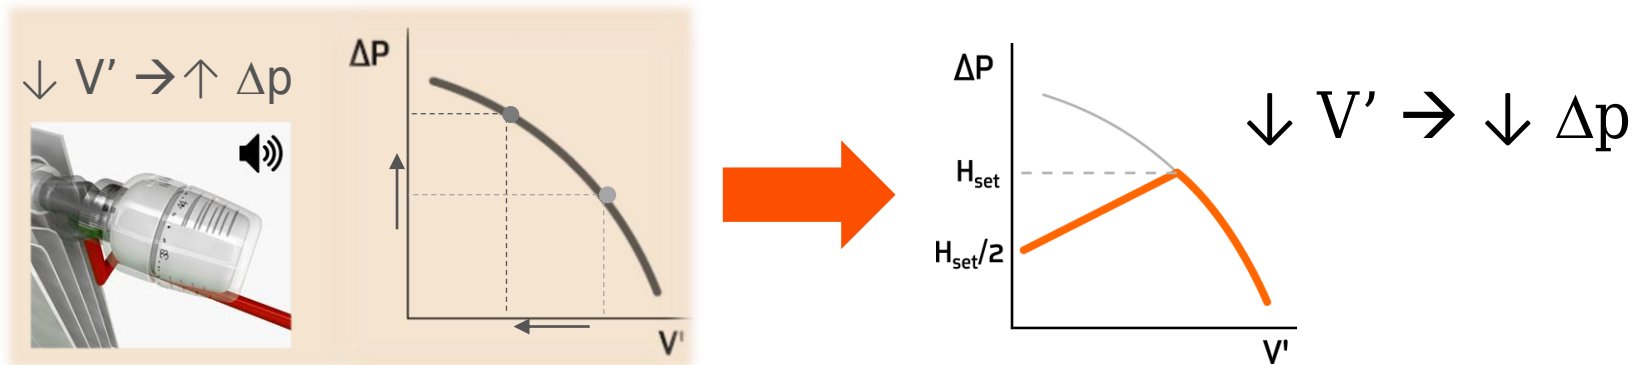 ↓ V’ → ↑ Δp
ΔP
V'
ΔP
Hset
Hset/2
V'
↓ V’ → ↓ Δp